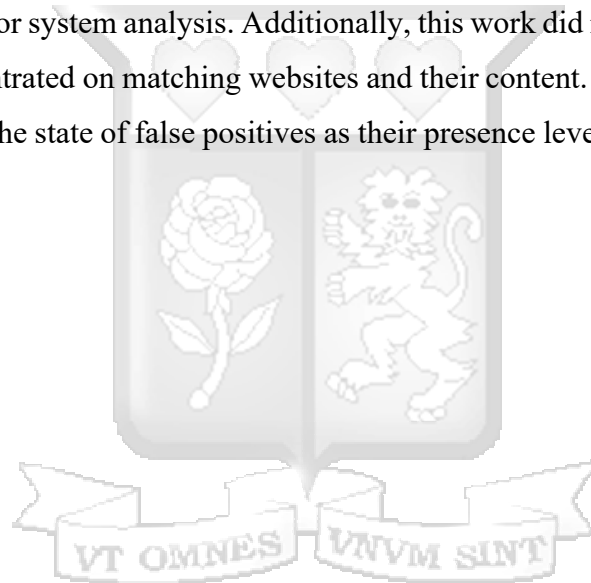 or system analysis. Additionally, this work did
ntrated on matching websites and their content.
he state of false positives as their presence leve
VT OMNES VNVM SINT